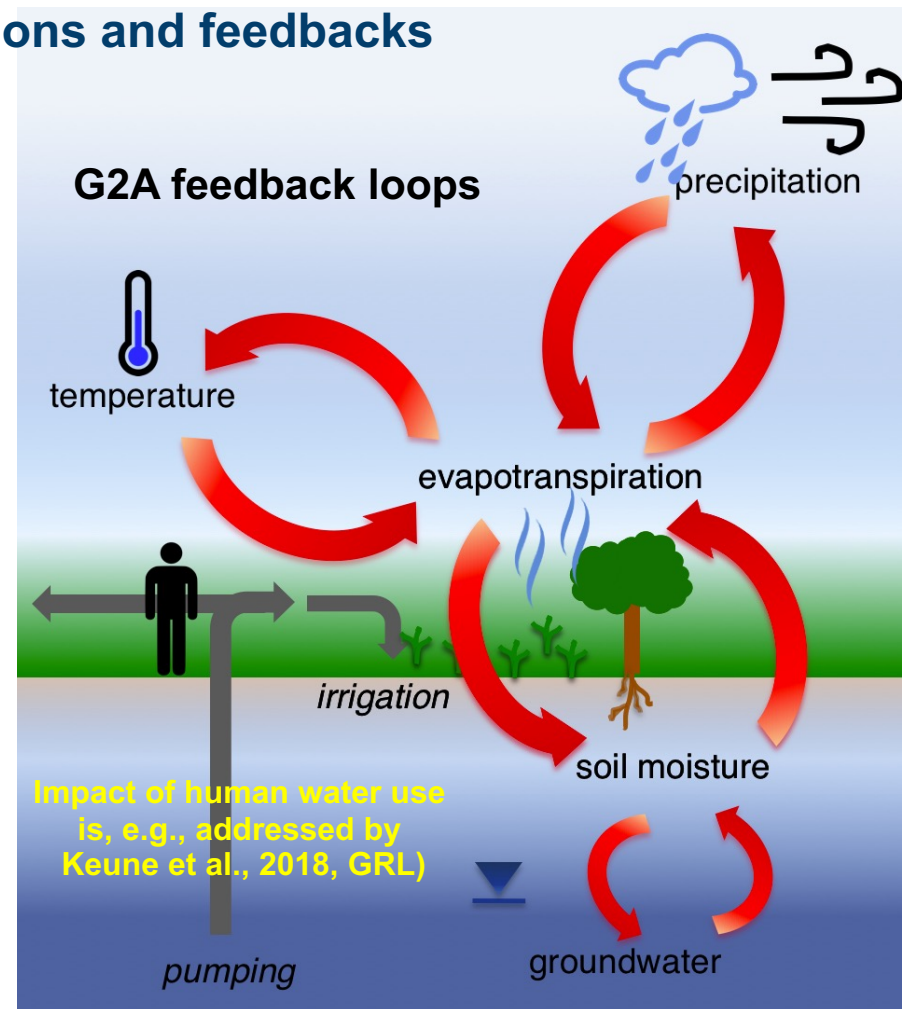 ons and feedbacks
G2A feedback loops
precipitation
temperature
evapotranspiration
irrigation
soil moisture
Impact of human water use
is, e.g., addressed by
Keune et al., 2018, GRL)
groundwater
pumping